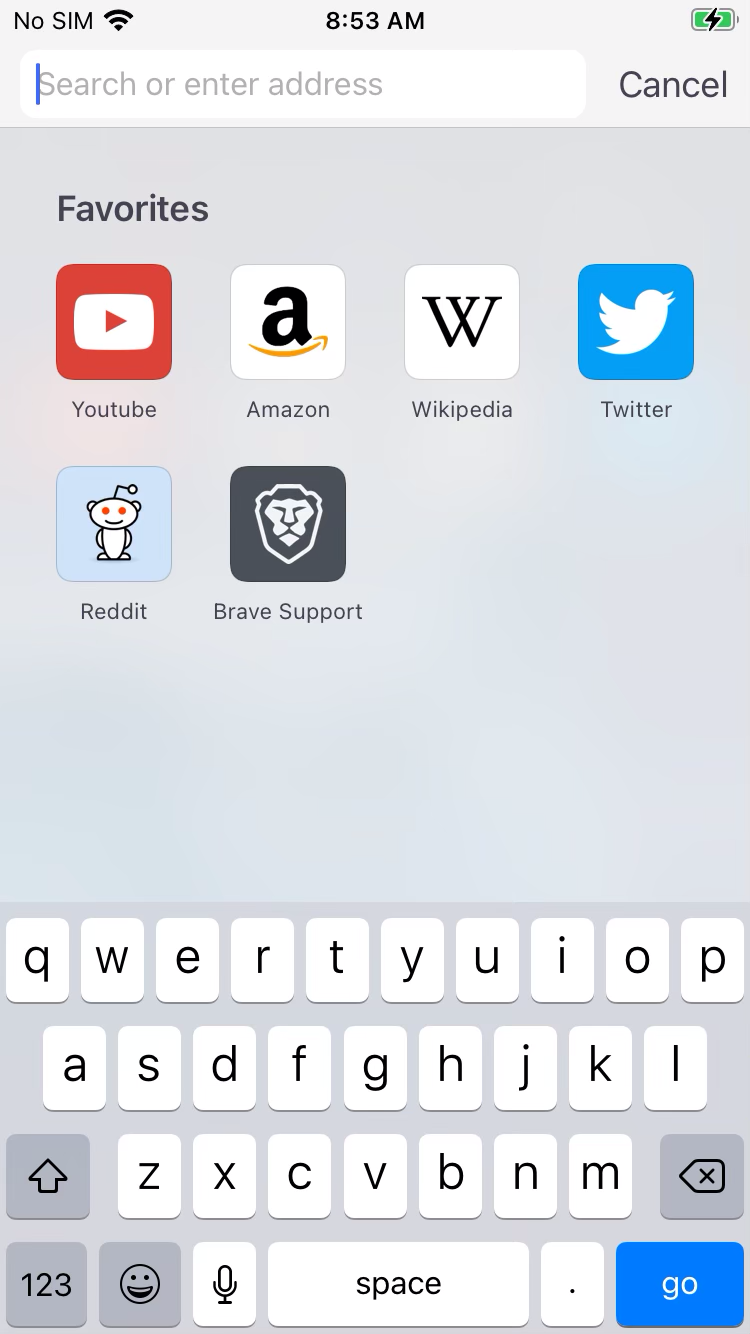 No SIM 8:53 AM
Search or enter address Cancel
Favorites
a W
Youtube Amazon Wikipedia Twitter
Reddit Brave Support
q w e r t y u i o p
a s d f g h j k l
z x c v b n m
123 space . go